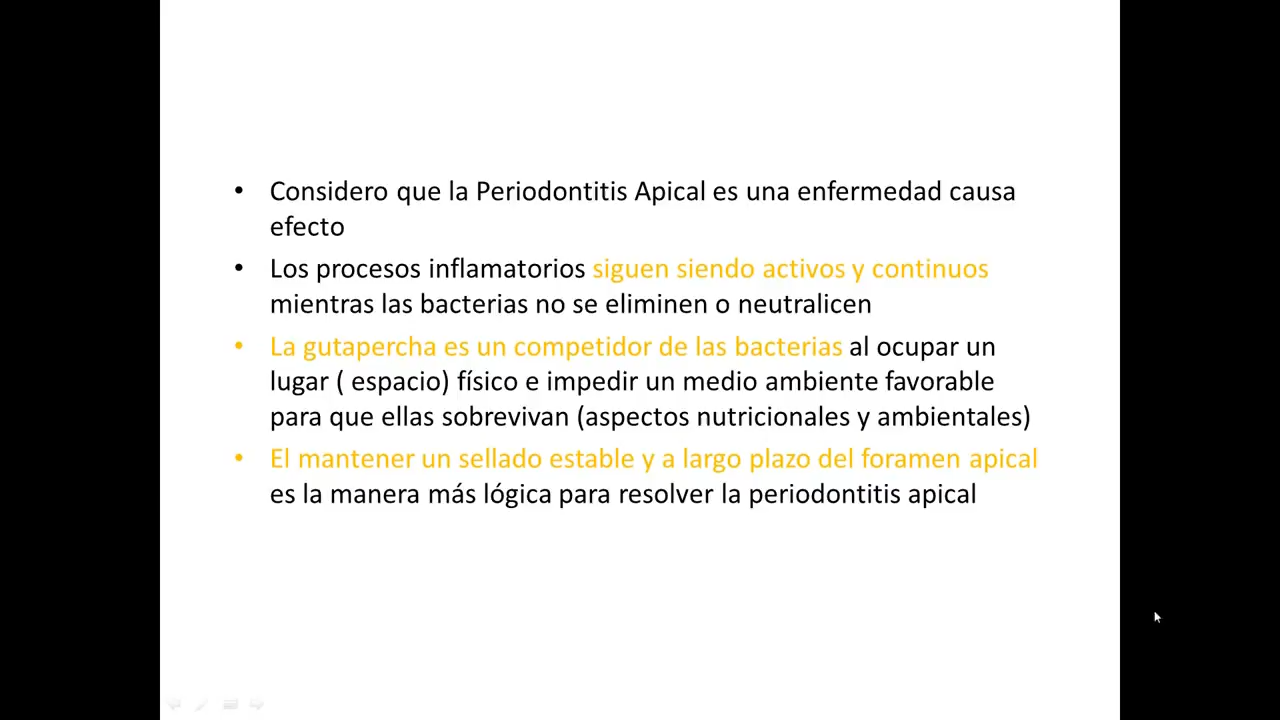 • Considero que la Periodontitis Apical es una enfermedad causa
efecto
• Los procesos inflamatorios siguen siendo activos y continuos
mientras las bacterias no se eliminen o neutralicen
• La gutapercha es un competidor de las bacterias al ocupar un
lugar ( espacio) físico e impedir un medio ambiente favorable
para que ellas sobrevivan (aspectos nutricionales y ambientales)
• El mantener un sellado estable y a largo plazo del foramen apical
es la manera más lógica para resolver la periodontitis apical